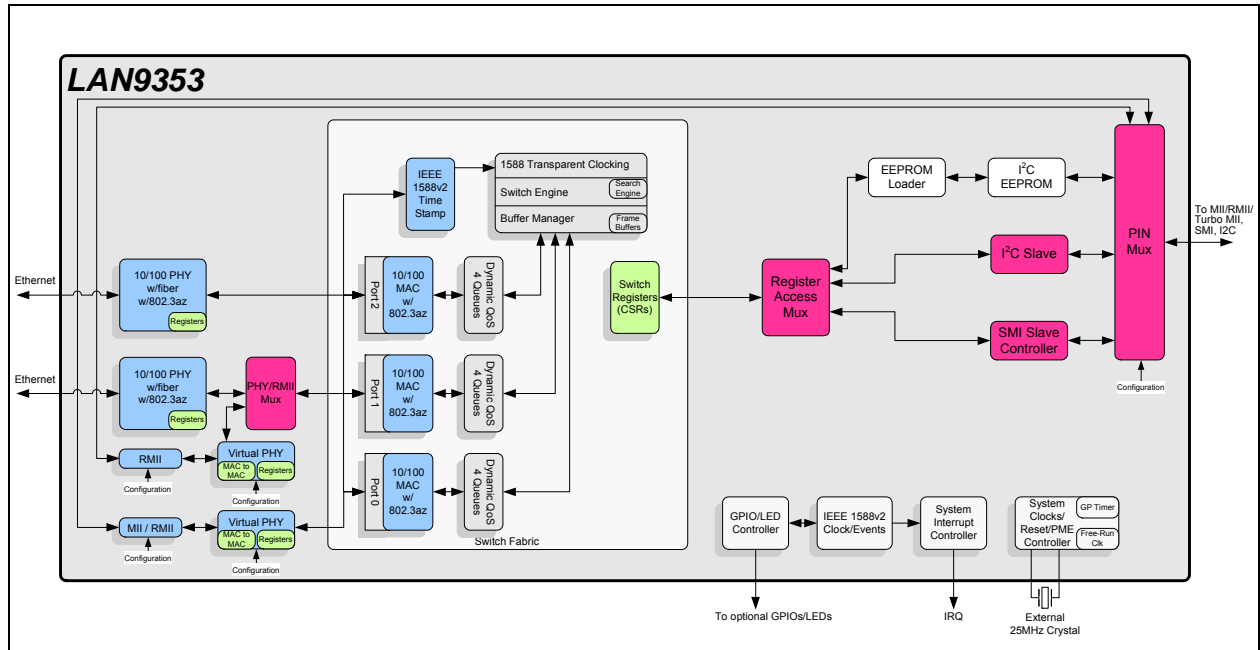 LAN9353
IEEE
1588v2
Time
Stamp
1588 Transparent Clocking
Switch Engine
Search
Engine
Buffer Manager
Frame
Buffers
EEPROM
Loader
I²C
EEPROM
PIN
Mux
To MII/RMII/
Turbo MII,
SMI, I2C
Ethernet
10/100 PHY
w/fiber
w/802.3az
Registers
Port 2
10/100
MAC
w/
802.3az
Dynamic QoS
4 Queues
Switch
Registers
(CSRs)
Register
Access
Mux
I²C Slave
SMI Slave
Controller
Configuration
Ethernet
10/100 PHY
w/fiber
w/802.3az
Registers
PHY/RMII
Mux
Port 1
10/100
MAC
w/
802.3az
Dynamic QoS
4 Queues
RMII
Configuration
Virtual PHY
MAC to
MAC
Registers
Configuration
Port 0
10/100
MAC
w/
802.3az
Dynamic QoS
4 Queues
MII / RMII
Configuration
Virtual PHY
MAC to
MAC
Registers
Configuration
Switch Fabric
GPIO/LED
Controller
IEEE 1588v2
Clock/Events
System
Interrupt
Controller
System
Clocks/
Reset/PME
Controller
GP Timer
Free-Run
Clk
To optional GPIOs/LEDs
IRQ
External
25MHz Crystal